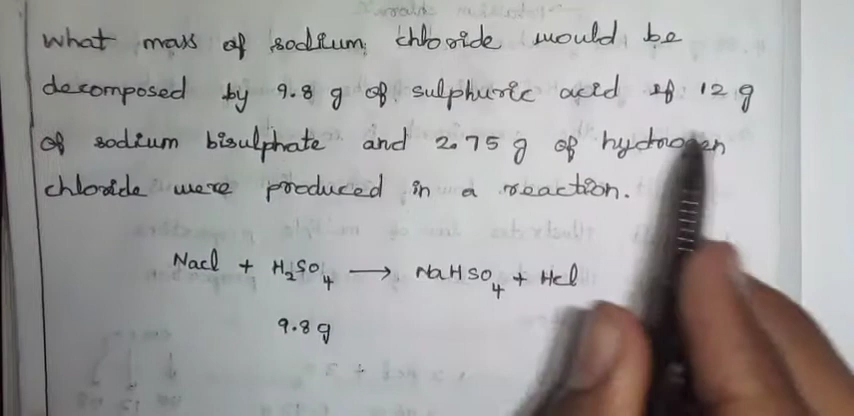 What mass of sodium chloride would be
decomposed by 9.8 g of sulphuric acid if 12 g
of sodium bisulphate and 2.75 g of hydrogen
chloride were produced in a reaction.
Nacl + H₂SO₄ ⟶ NaHSO₄ + Hcl
9.8 g